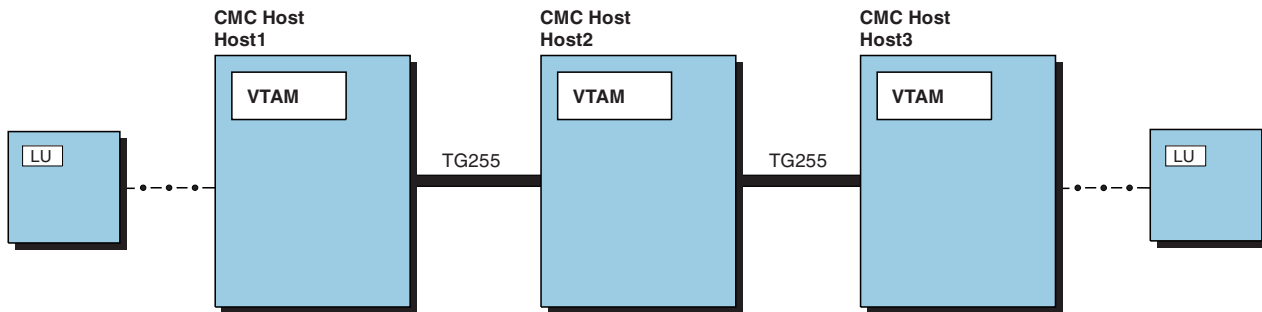 CMC Host
Host1
CMC Host
Host2
CMC Host
Host3
VTAM
VTAM
VTAM
LU
TG255
TG255
LU